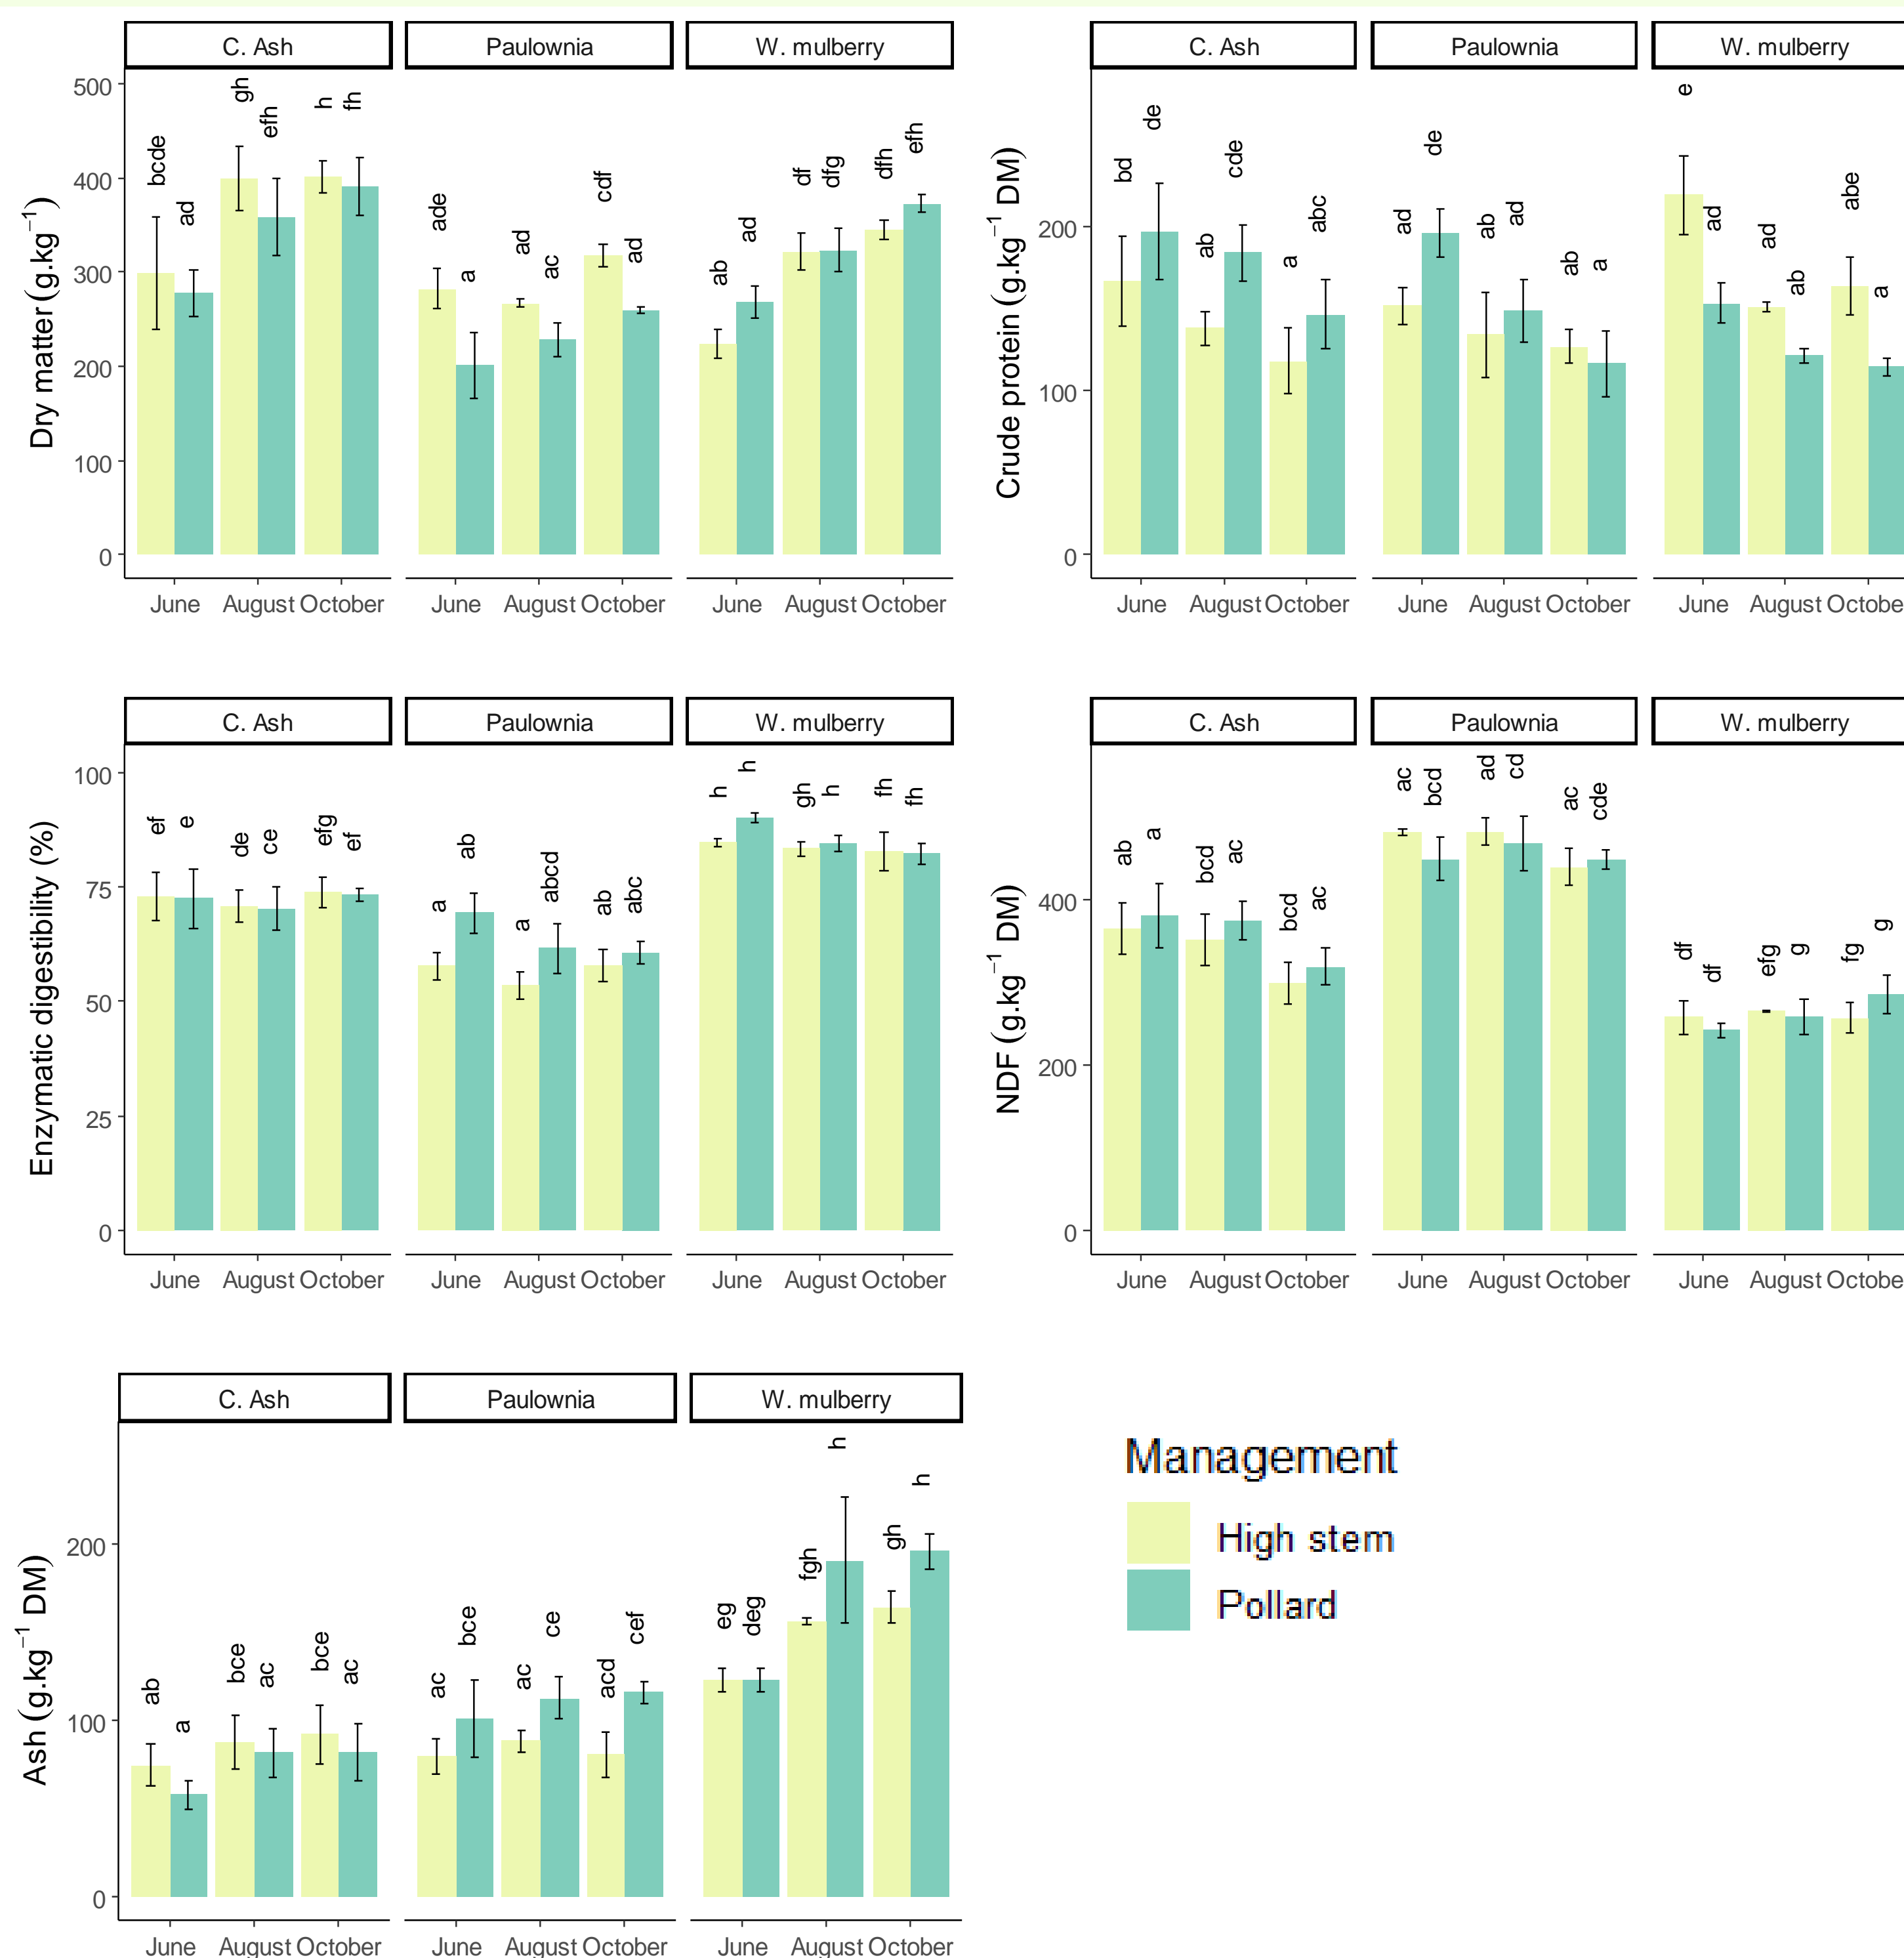 C. Ash
Paulownia
W. mulberry
Dry matter (g.kg⁻¹)
500
400
300
200
100
0
bcde
ad
gh
efh
h
fh
ade
a
ad
ac
cdf
ad
ab
ad
df
dfg
dfh
efh
June August October
June August October
June August October
C. Ash
Paulownia
W. mulberry
Crude protein (g.kg⁻¹ DM)
200
100
0
bd
de
ab
cde
a
abc
ad
de
ab
ad
ab
a
e
ad
ad
ab
abe
a
June August October
June August October
June August Octobe
C. Ash
Paulownia
W. mulberry
Enzymatic digestibility (%)
100
75
50
25
0
ef
e
de
ce
efg
ef
a
ab
a
abcd
ab
abc
h
h
gh
h
fh
fh
June August October
June August October
June August October
C. Ash
Paulownia
W. mulberry
NDF (g.kg⁻¹ DM)
400
200
0
ab
a
bcd
ac
bcd
ac
ac
bcd
ad
cd
ac
cde
df
df
efg
g
fg
g
June August October
June August October
June August Octobe
C. Ash
Paulownia
W. mulberry
Ash (g.kg⁻¹ DM)
200
100
0
ab
a
bce
ac
bce
ac
ac
bce
ac
ce
acd
cef
eg
deg
fgh
h
gh
h
June August October
June August October
June August October
Management
High stem
Pollard